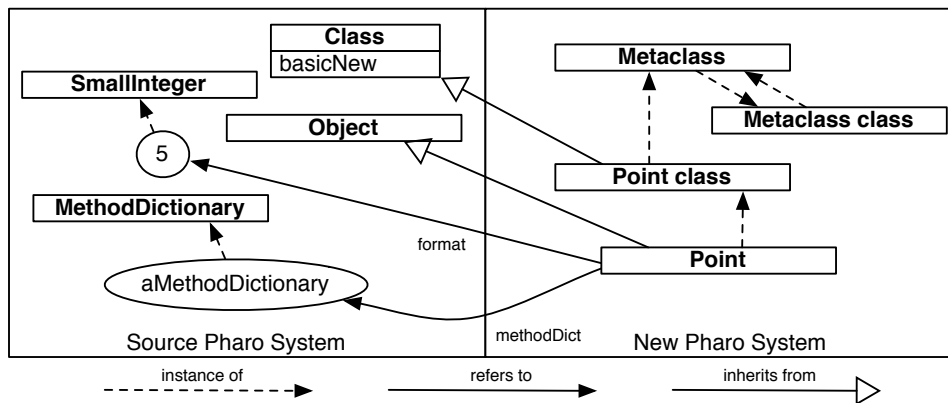 Class
basicNew
SmallInteger
Object
5
MethodDictionary
aMethodDictionary
Source Pharo System
Metaclass
Metaclass class
Point class
format
Point
methodDict
New Pharo System
instance of
refers to
inherits from